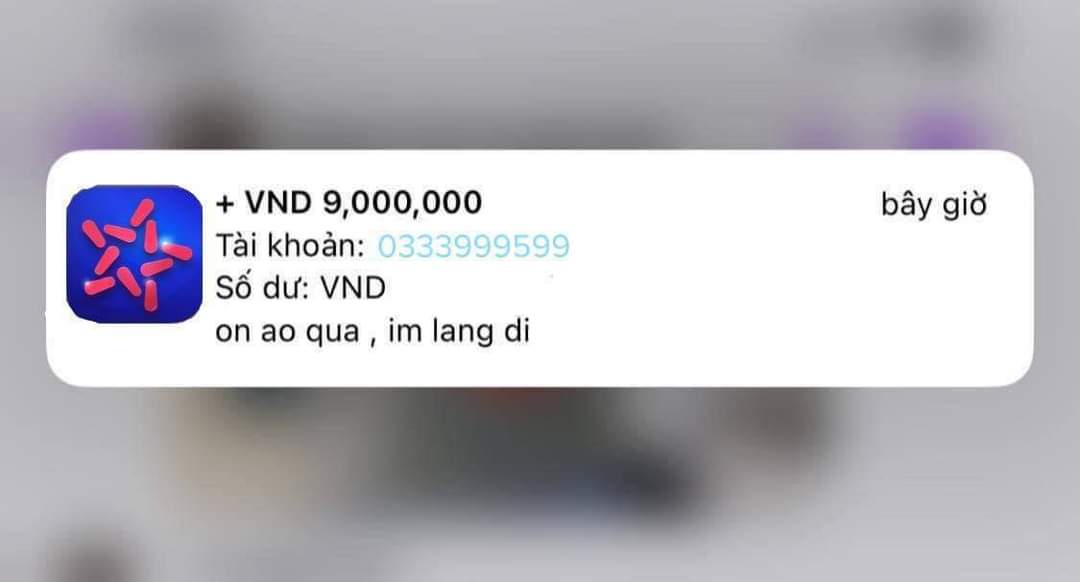 + VND 9,000,000
bây giờ
Tài khoản: 0333999599
Số dư: VND
on ao qua , im lang di